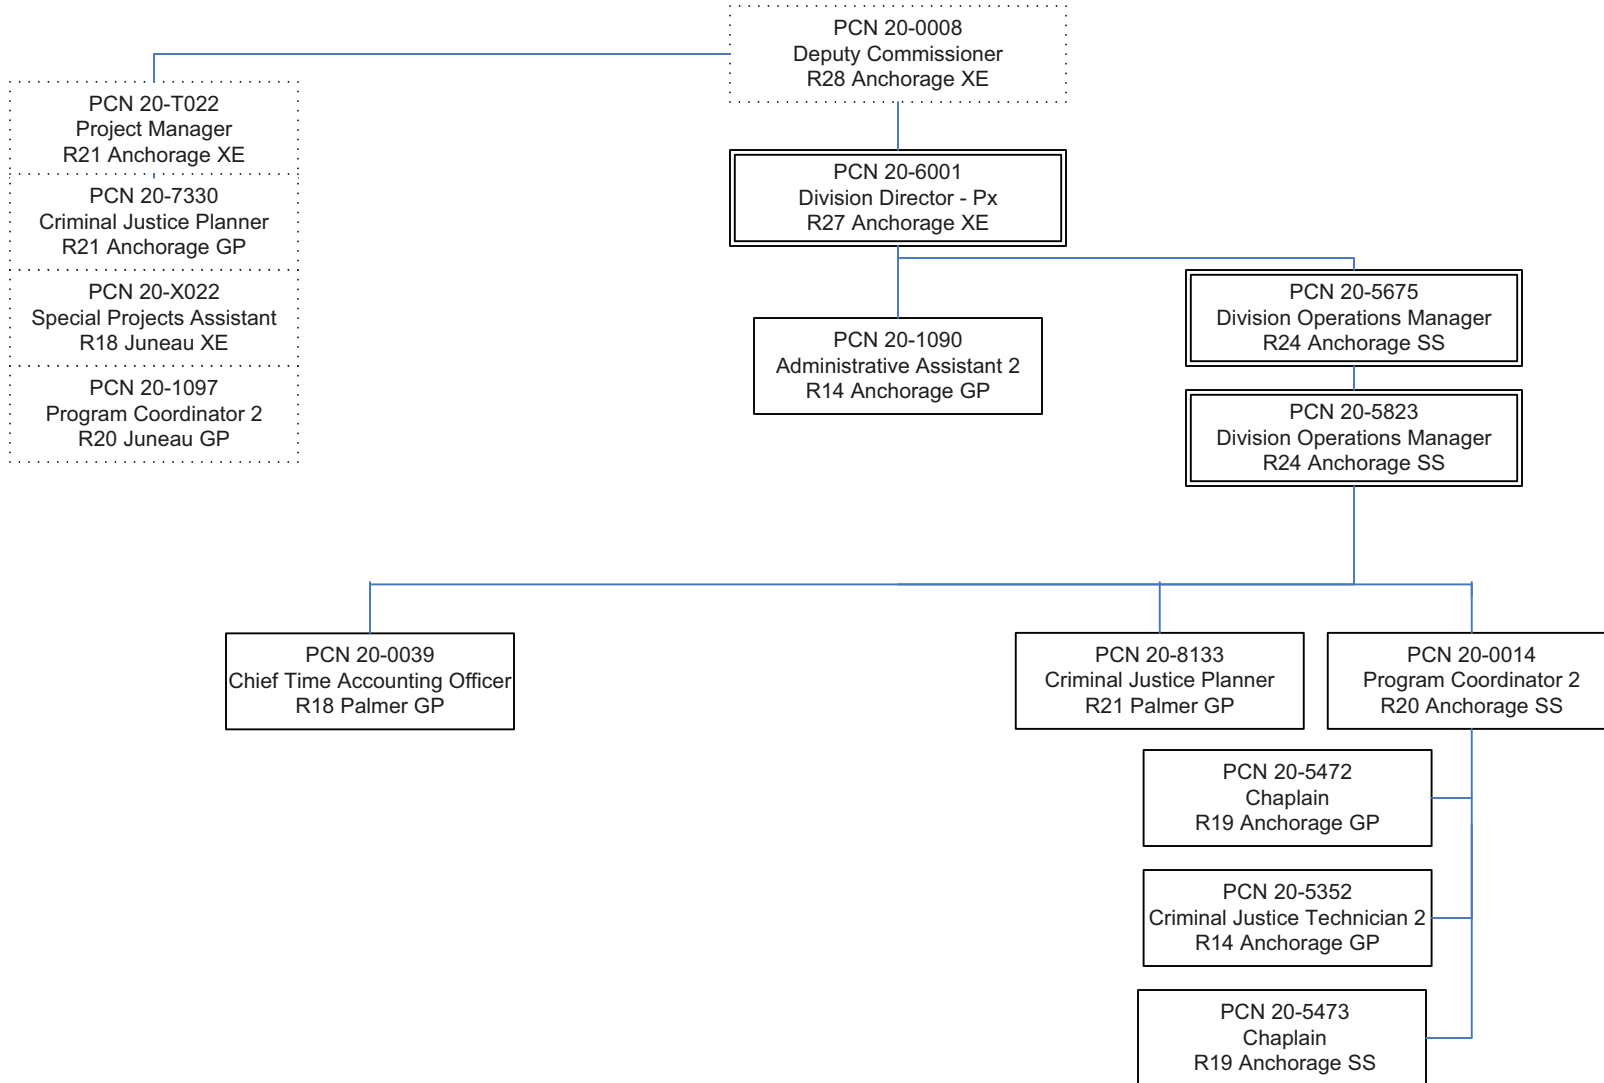 PCN 20-0008
Deputy Commissioner
R28 Anchorage XE
PCN 20-T022
Project Manager
R21 Anchorage XE
PCN 20-7330
Criminal Justice Planner
R21 Anchorage GP
PCN 20-X022
Special Projects Assistant
R18 Juneau XE
PCN 20-1097
Program Coordinator 2
R20 Juneau GP
PCN 20-6001
Division Director - Px
R27 Anchorage XE
PCN 20-1090
Administrative Assistant 2
R14 Anchorage GP
PCN 20-5675
Division Operations Manager
R24 Anchorage SS
PCN 20-5823
Division Operations Manager
R24 Anchorage SS
PCN 20-0039
Chief Time Accounting Officer
R18 Palmer GP
PCN 20-8133
Criminal Justice Planner
R21 Palmer GP
PCN 20-0014
Program Coordinator 2
R20 Anchorage SS
PCN 20-5472
Chaplain
R19 Anchorage GP
PCN 20-5352
Criminal Justice Technician 2
R14 Anchorage GP
PCN 20-5473
Chaplain
R19 Anchorage SS